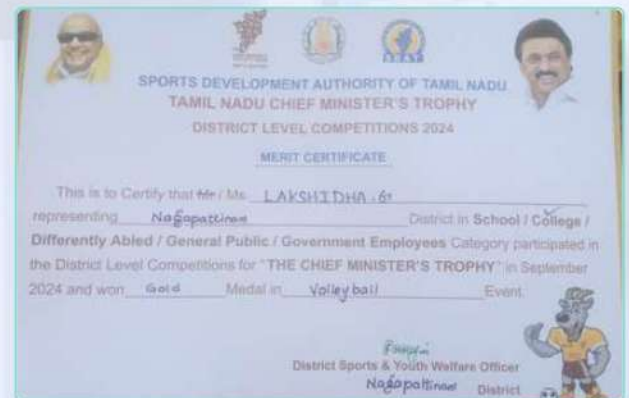 SPORTS DEVELOPMENT AUTHORITY OF TAMIL NADU
TAMIL NADU CHIEF MINISTER'S TROPHY
DISTRICT LEVEL COMPETITIONS 2024
MERIT CERTIFICATE
This is to Certify that Mr / Ms LAKSHIDHA. G
representing Nagapattinam District in School / College /
Differently Abled / General Public / Government Employees Category participated in
the District Level Competitions for "THE CHIEF MINISTER'S TROPHY" in September
2024 and won Gold Medal in Volleyball Event.
District Sports & Youth Welfare Officer
Nagapattinam District